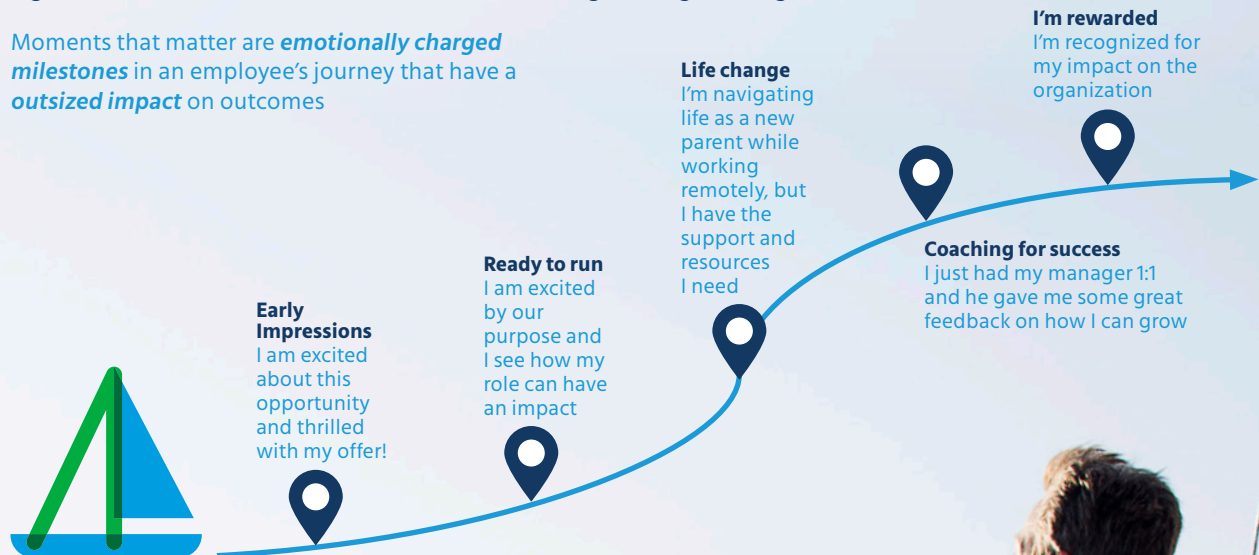 Moments that matter are emotionally charged
milestones in an employee's journey that have a
outsized impact on outcomes
Early
Impressions
I am excited
about this
opportunity
and thrilled
with my offer!
Ready to run
I am excited
by our
purpose and
I see how my
role can have
an impact
Life change
I'm navigating
life as a new
parent while
working
remotely, but
I have the
support and
resources
I need
Coaching for success
I just had my manager 1:1
and he gave me some great
feedback on how I can grow
I'm rewarded
I'm recognized for
my impact on the
organization